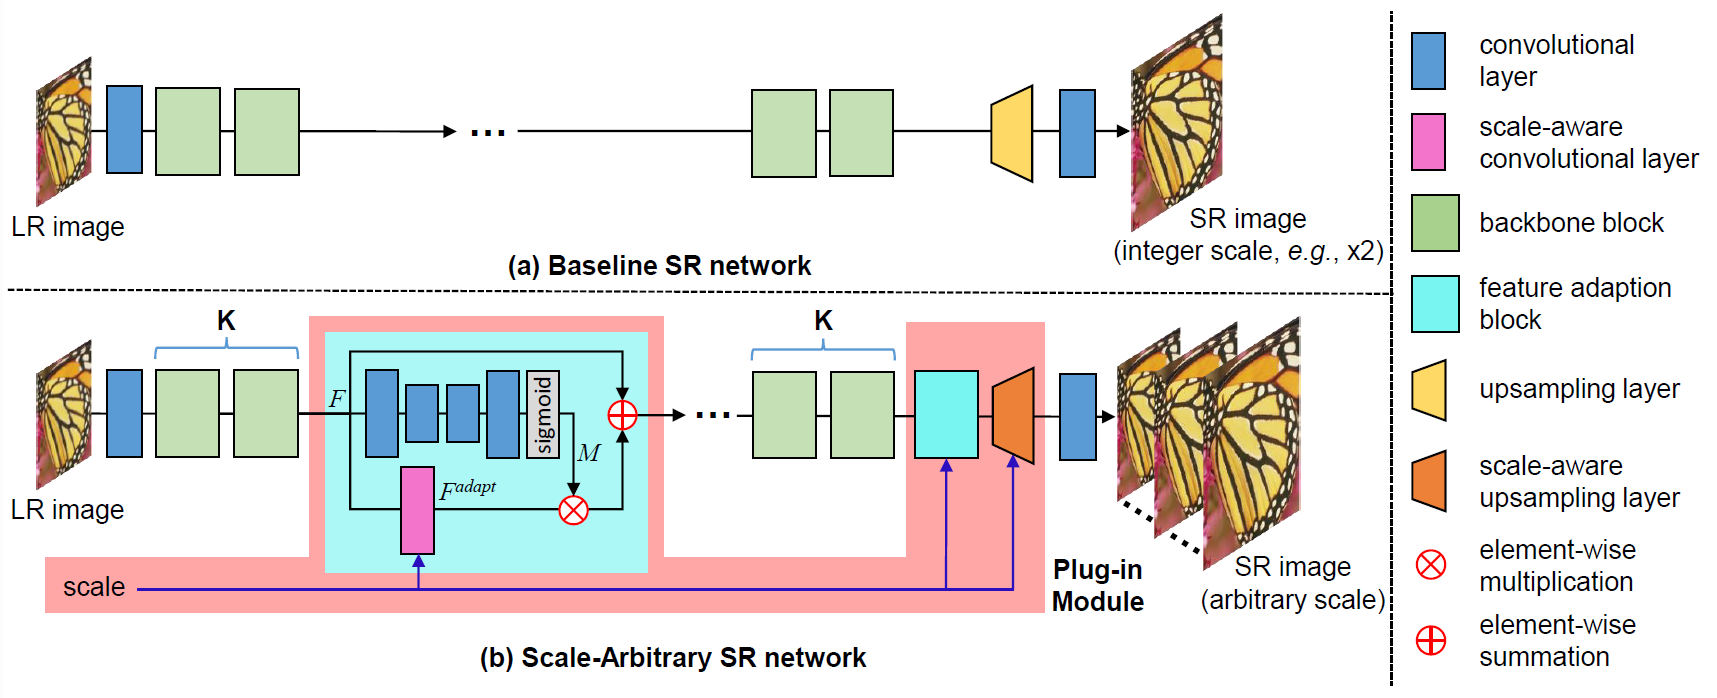 LR image
...
SR image
(integer scale, e.g., x2)
(a) Baseline SR network
K
K
F
sigmoid
M
F^adapt
...
LR image
scale
Plug-in
Module
SR image
(arbitrary scale)
(b) Scale-Arbitrary SR network
convolutional
layer
scale-aware
convolutional layer
backbone block
feature adaption
block
upsampling layer
scale-aware
upsampling layer
element-wise
multiplication
element-wise
summation